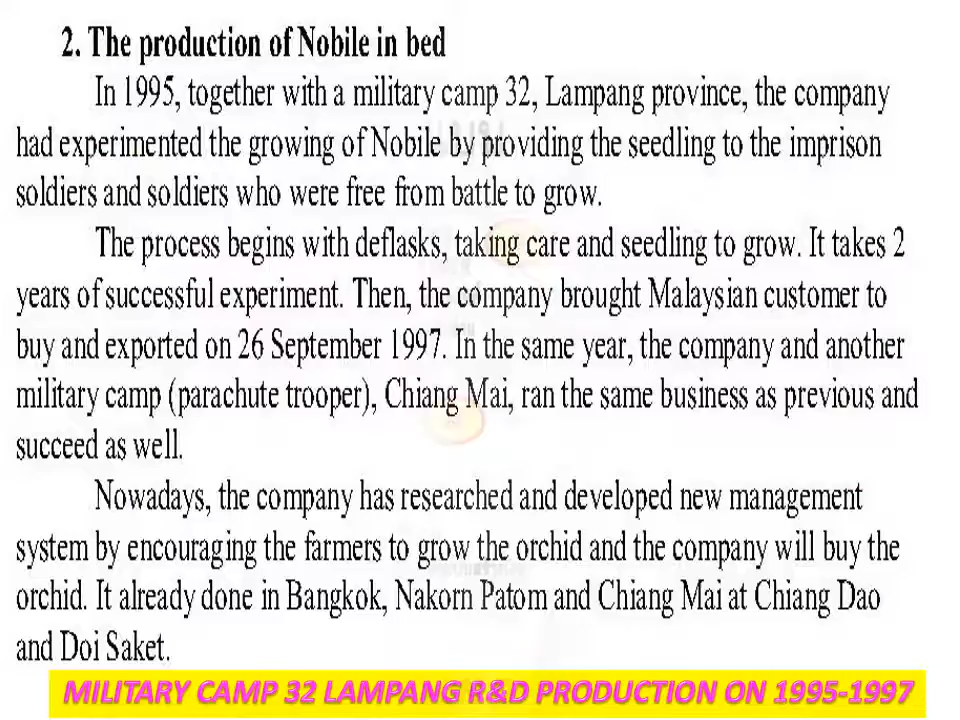 2. The production of Nobile in bed
In 1995, together with a military camp 32, Lampang province, the company
had experimented the growing of Nobile by providing the seedling to the imprison
soldiers and soldiers who were free from battle to grow.
The process begins with deflasks, taking care and seedling to grow. It takes 2
years of successful experiment. Then, the company brought Malaysian customer to
buy and exported on 26 September 1997. In the same year, the company and another
military camp (parachute trooper), Chiang Mai, ran the same business as previous and
succeed as well.
Nowadays, the company has researched and developed new management
system by encouraging the farmers to grow the orchid and the company will buy the
orchid. It already done in Bangkok, Nakorn Patom and Chiang Mai at Chiang Dao
and Doi Saket.
MILITARY CAMP 32 LAMPANG R&D PRODUCTION ON 1995-1997